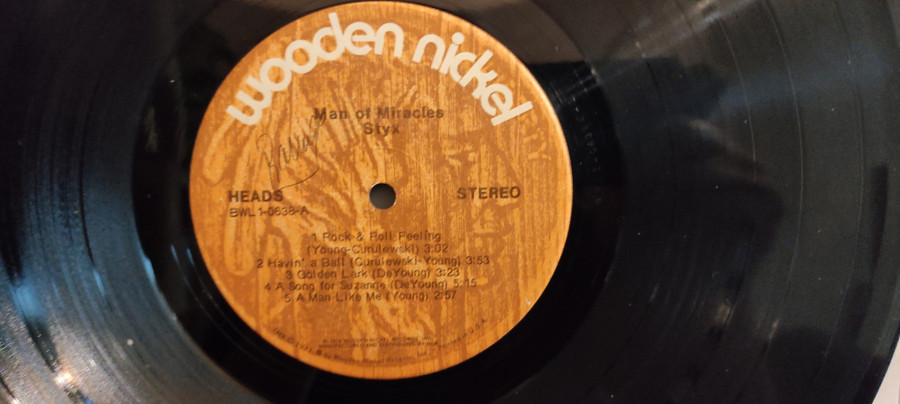 wooden nickel
Man of Miracles
Styx
HEADS
STEREO
BWL 1-0638-A
1 Rock & Roll Feeling
(Young-Curulewski) 3:02
2 Havin' a Ball (Curulewski-Young) 3:53
3 Golden Lark (DeYoung) 3:23
4 A Song for Suzanne (DeYoung) 5:15
5 A Man Like Me (Young) 2:57